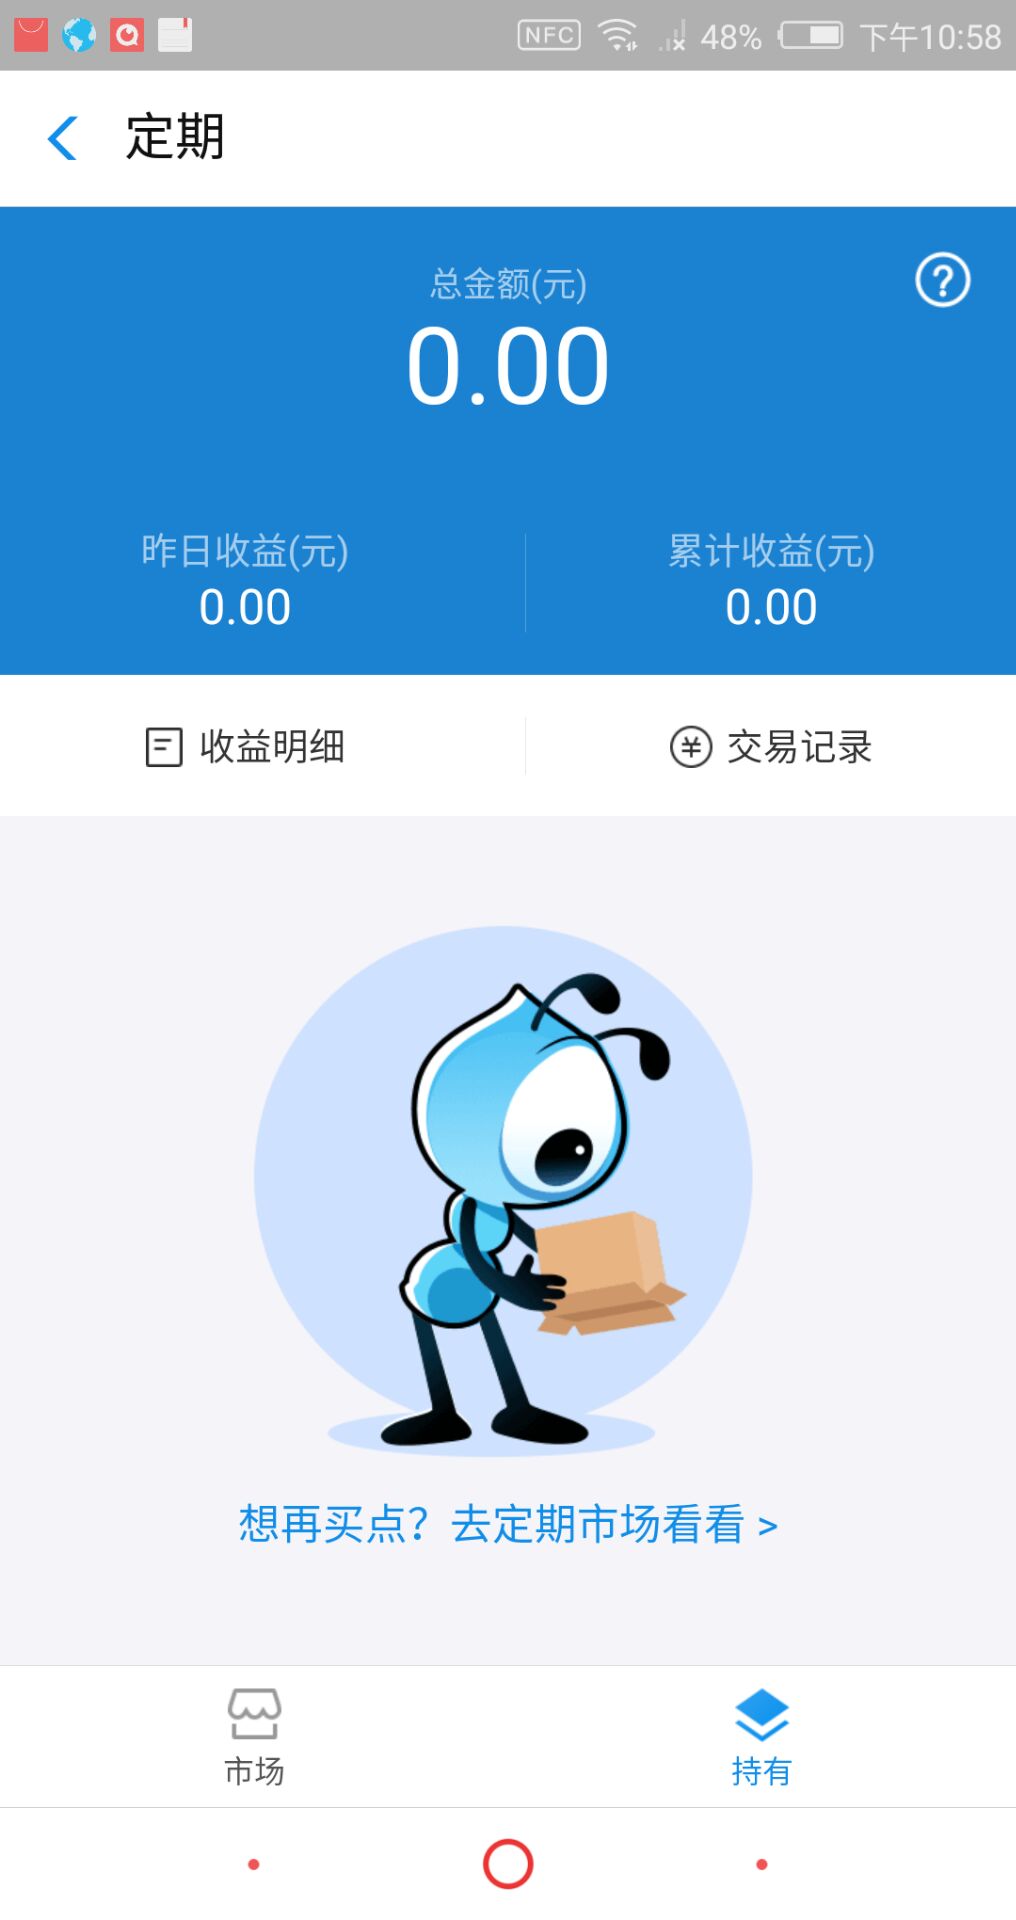 NFC 48% 下午10:58
定期
总金额(元)
0.00
昨日收益(元) 累计收益(元)
0.00 0.00
收益明细 交易记录
想再买点？去定期市场看看 >
市场 持有